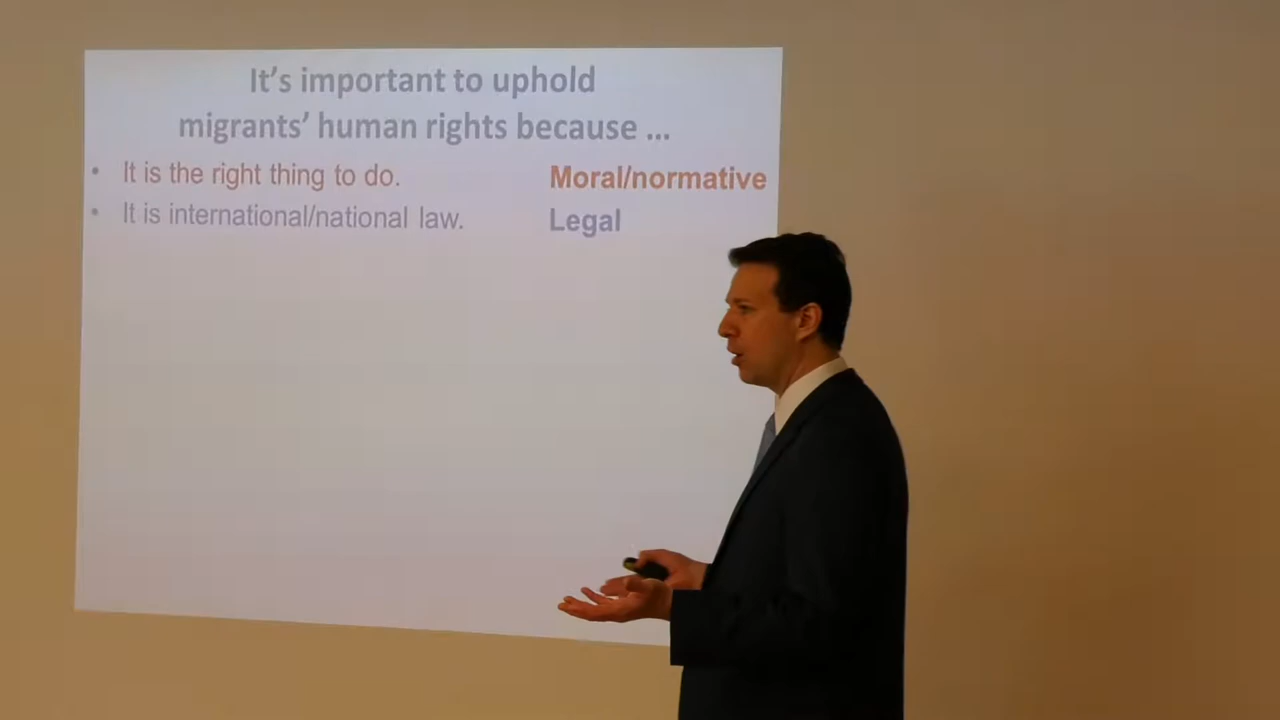 It’s important to uphold
migrants’ human rights because ...
• It is the right thing to do. Moral/normative
• It is international/national law. Legal